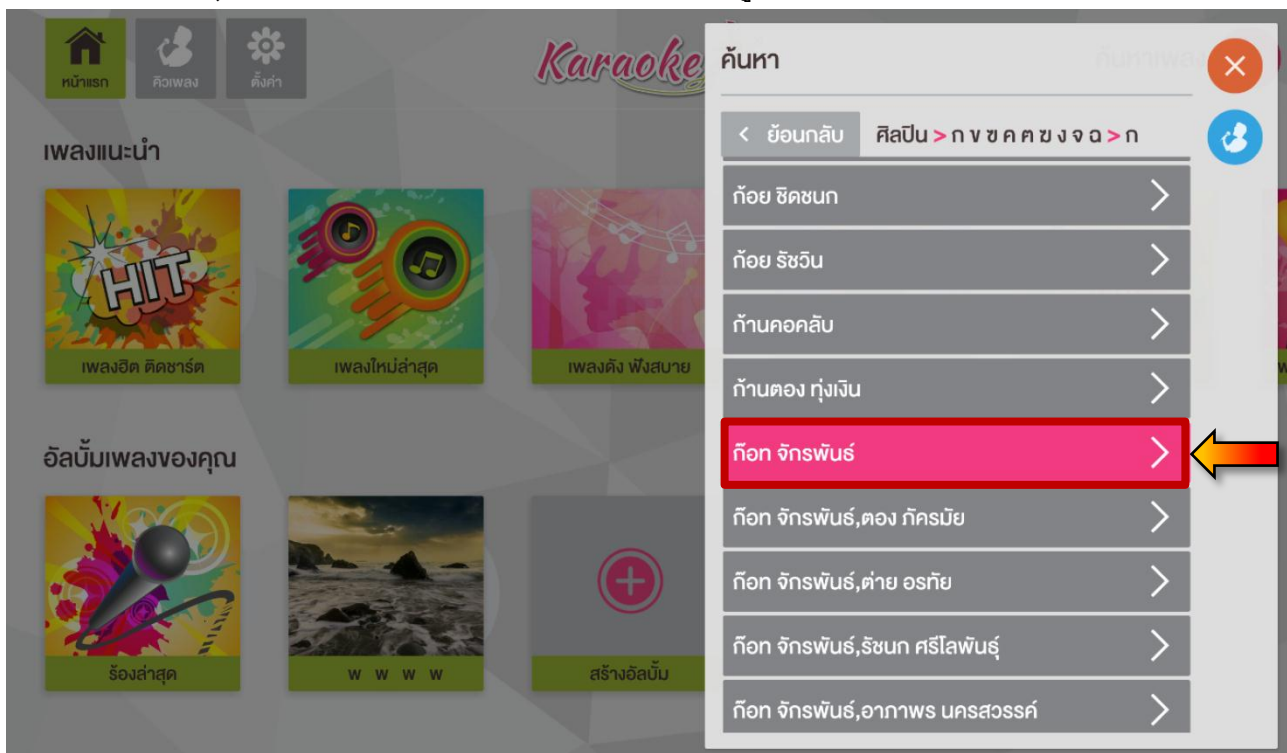 หน้าแรก
คิวเพลง
ตั้งค่า
Karaoke
ค้นหา
ย้อนกลับ
ศิลปิน > ก ข ฃ ค ฅ ฆ ง จ ฉ > ก
เพลงแนะนำ
HIT
เพลงฮิต ติดชาร์ต
เพลงใหม่ล่าสุด
เพลงดัง ฟังสบาย
อัลบั้มเพลงของคุณ
ร้องล่าสุด
w w w w
สร้างอัลบั้ม
ก้อย ชิดชนก
ก้อย รัชวิน
ก้านคอคลับ
ก้านตอง ทุ่งเงิน
ก๊อท จักรพันธ์
ก๊อท จักรพันธ์,ตอง ภัครมัย
ก๊อท จักรพันธ์,ต่าย อรทัย
ก๊อท จักรพันธ์,รัชนก ศรีโลพันธุ์
ก๊อท จักรพันธ์,อาภาพร นครสวรรค์